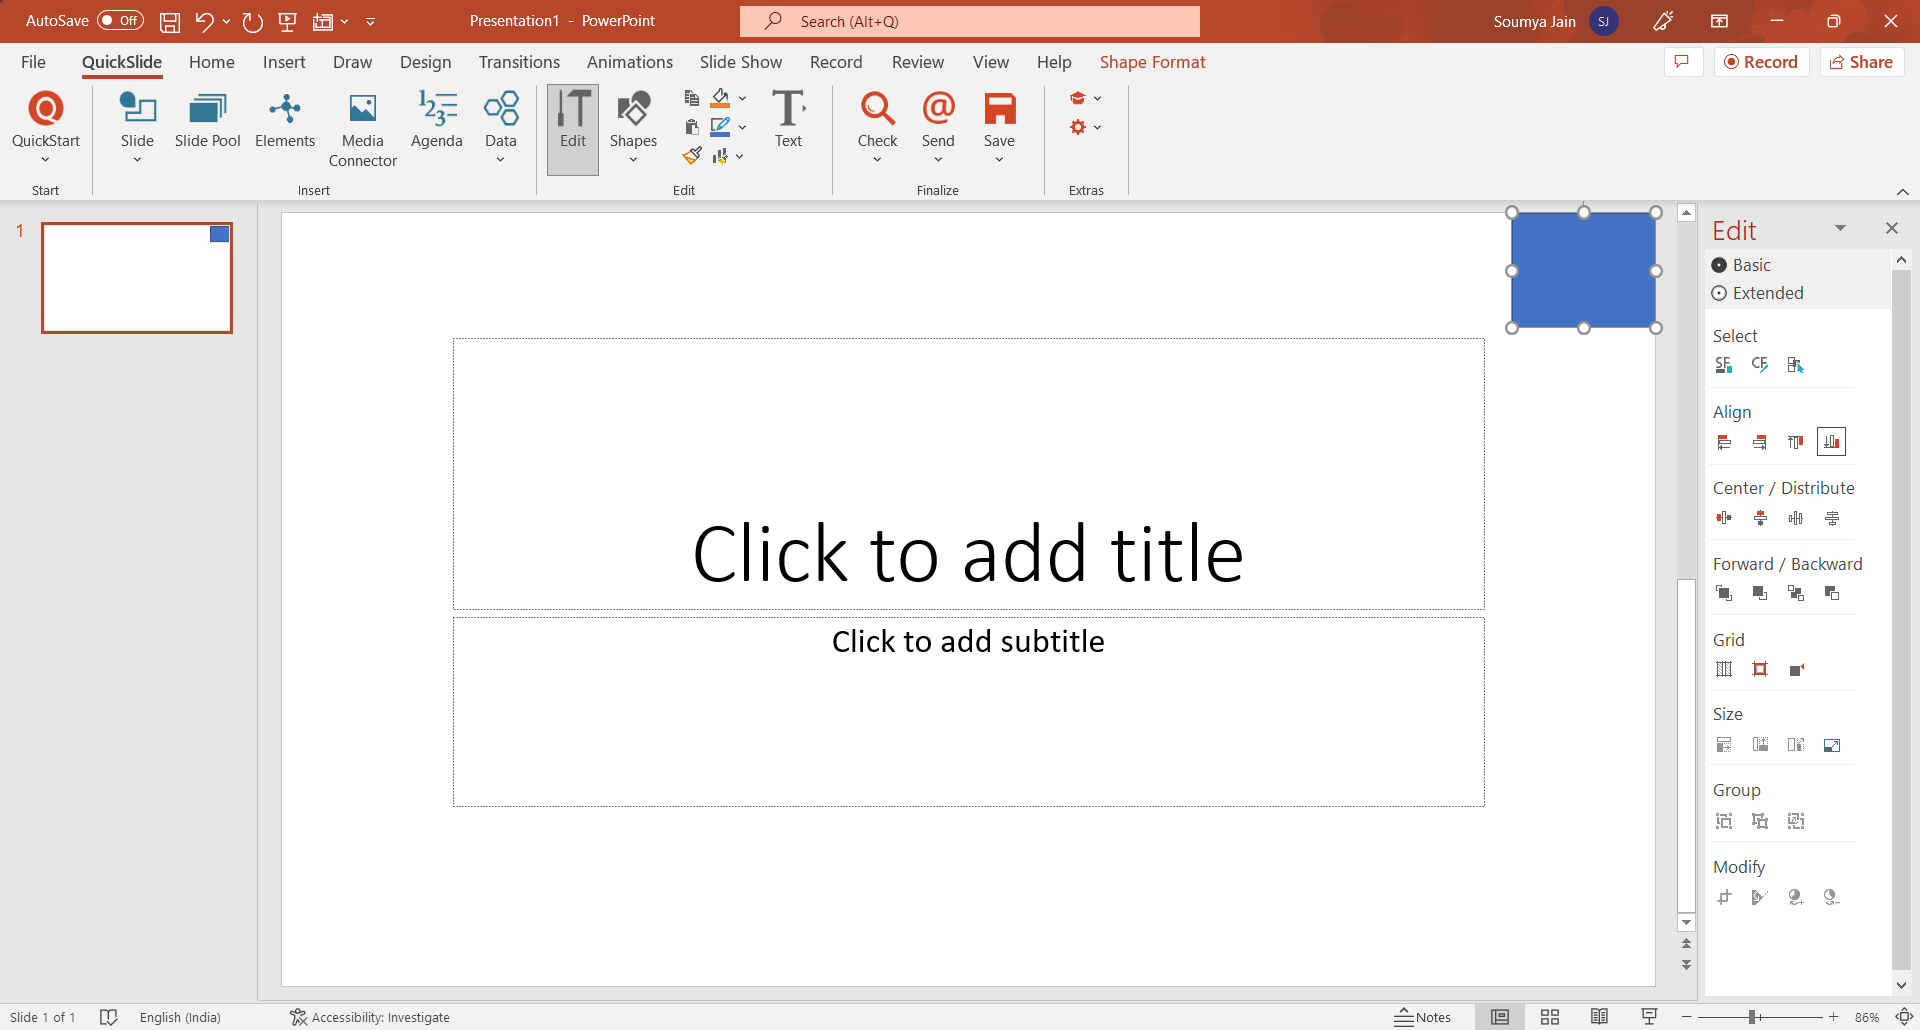 AutoSave Off Presentation1 - PowerPoint Search (Alt+Q) Soumya Jain SJ
File QuickSlide Home Insert Draw Design Transitions Animations Slide Show Record Review View Help Shape Format Record Share
QuickStart Slide Slide Pool Elements Media Connector Agenda Data Edit Shapes Text Check Send Save
Start Insert Edit Finalize Extras
1
Click to add title
Click to add subtitle
Edit
Basic
Extended
Select
SF CF
Align
Center / Distribute
Forward / Backward
Grid
Size
Group
Modify
Slide 1 of 1 English (India) Accessibility: Investigate Notes 86%